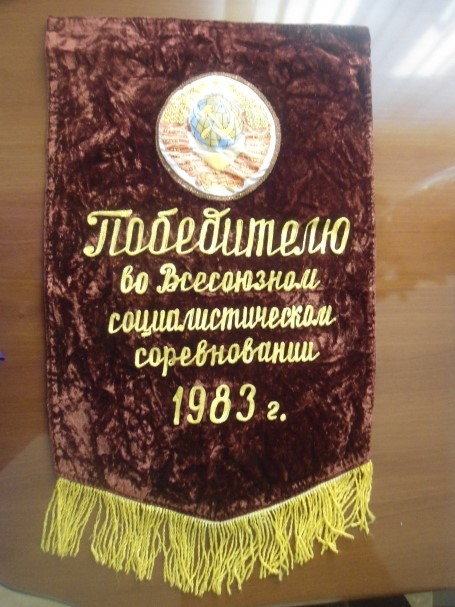 Победителю
во Всесоюзном
социалистическом
соревновании
1983 г.